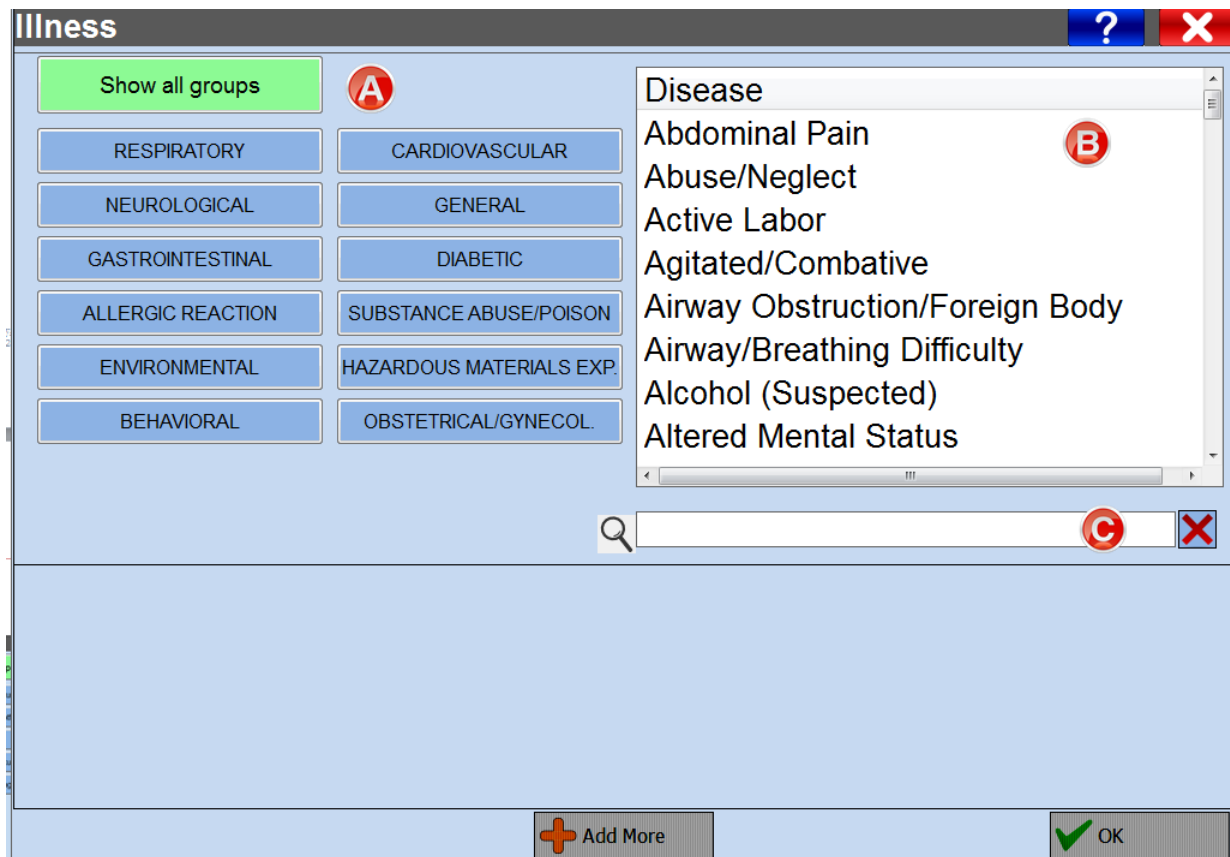 Illness
?
Show all groups
A
RESPIRATORY
CARDIOVASCULAR
NEUROLOGICAL
GENERAL
GASTROINTESTINAL
DIABETIC
ALLERGIC REACTION
SUBSTANCE ABUSE/POISON
ENVIRONMENTAL
HAZARDOUS MATERIALS EXP.
BEHAVIORAL
OBSTETRICAL/GYNECOL.
Disease
B
Abdominal Pain
Abuse/Neglect
Active Labor
Agitated/Combative
Airway Obstruction/Foreign Body
Airway/Breathing Difficulty
Alcohol (Suspected)
Altered Mental Status
C
Add More
OK